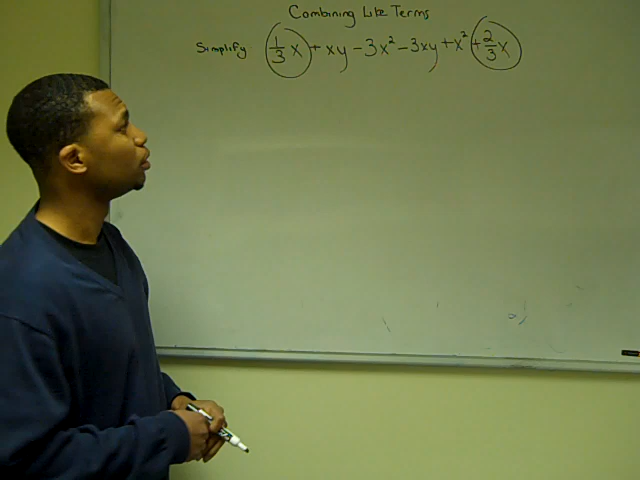 Combining Like Terms
Simplify: 1/3 x + xy - 3x² - 3xy + x² + 2/3 x